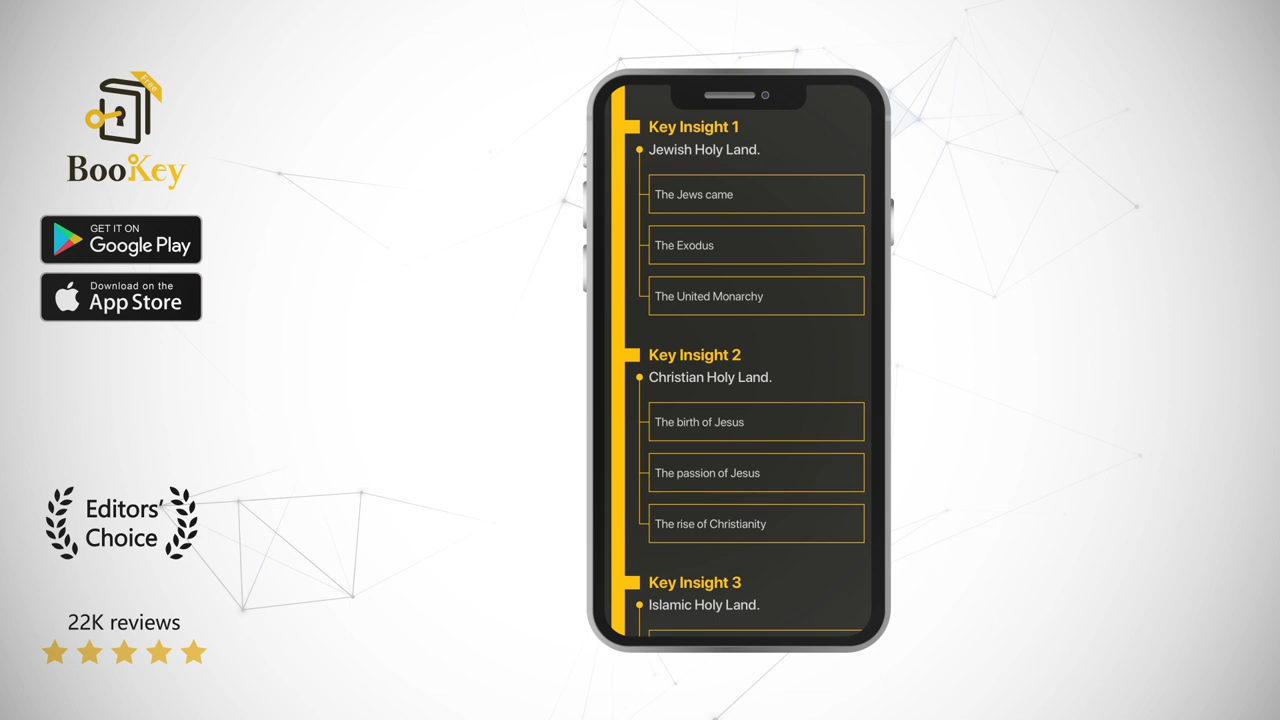 Free
BooKey
GET IT ON
Google Play
Download on the
App Store
Editors'
Choice
22K reviews
Key Insight 1
Jewish Holy Land.
The Jews came
The Exodus
The United Monarchy
Key Insight 2
Christian Holy Land.
The birth of Jesus
The passion of Jesus
The rise of Christianity
Key Insight 3
Islamic Holy Land.